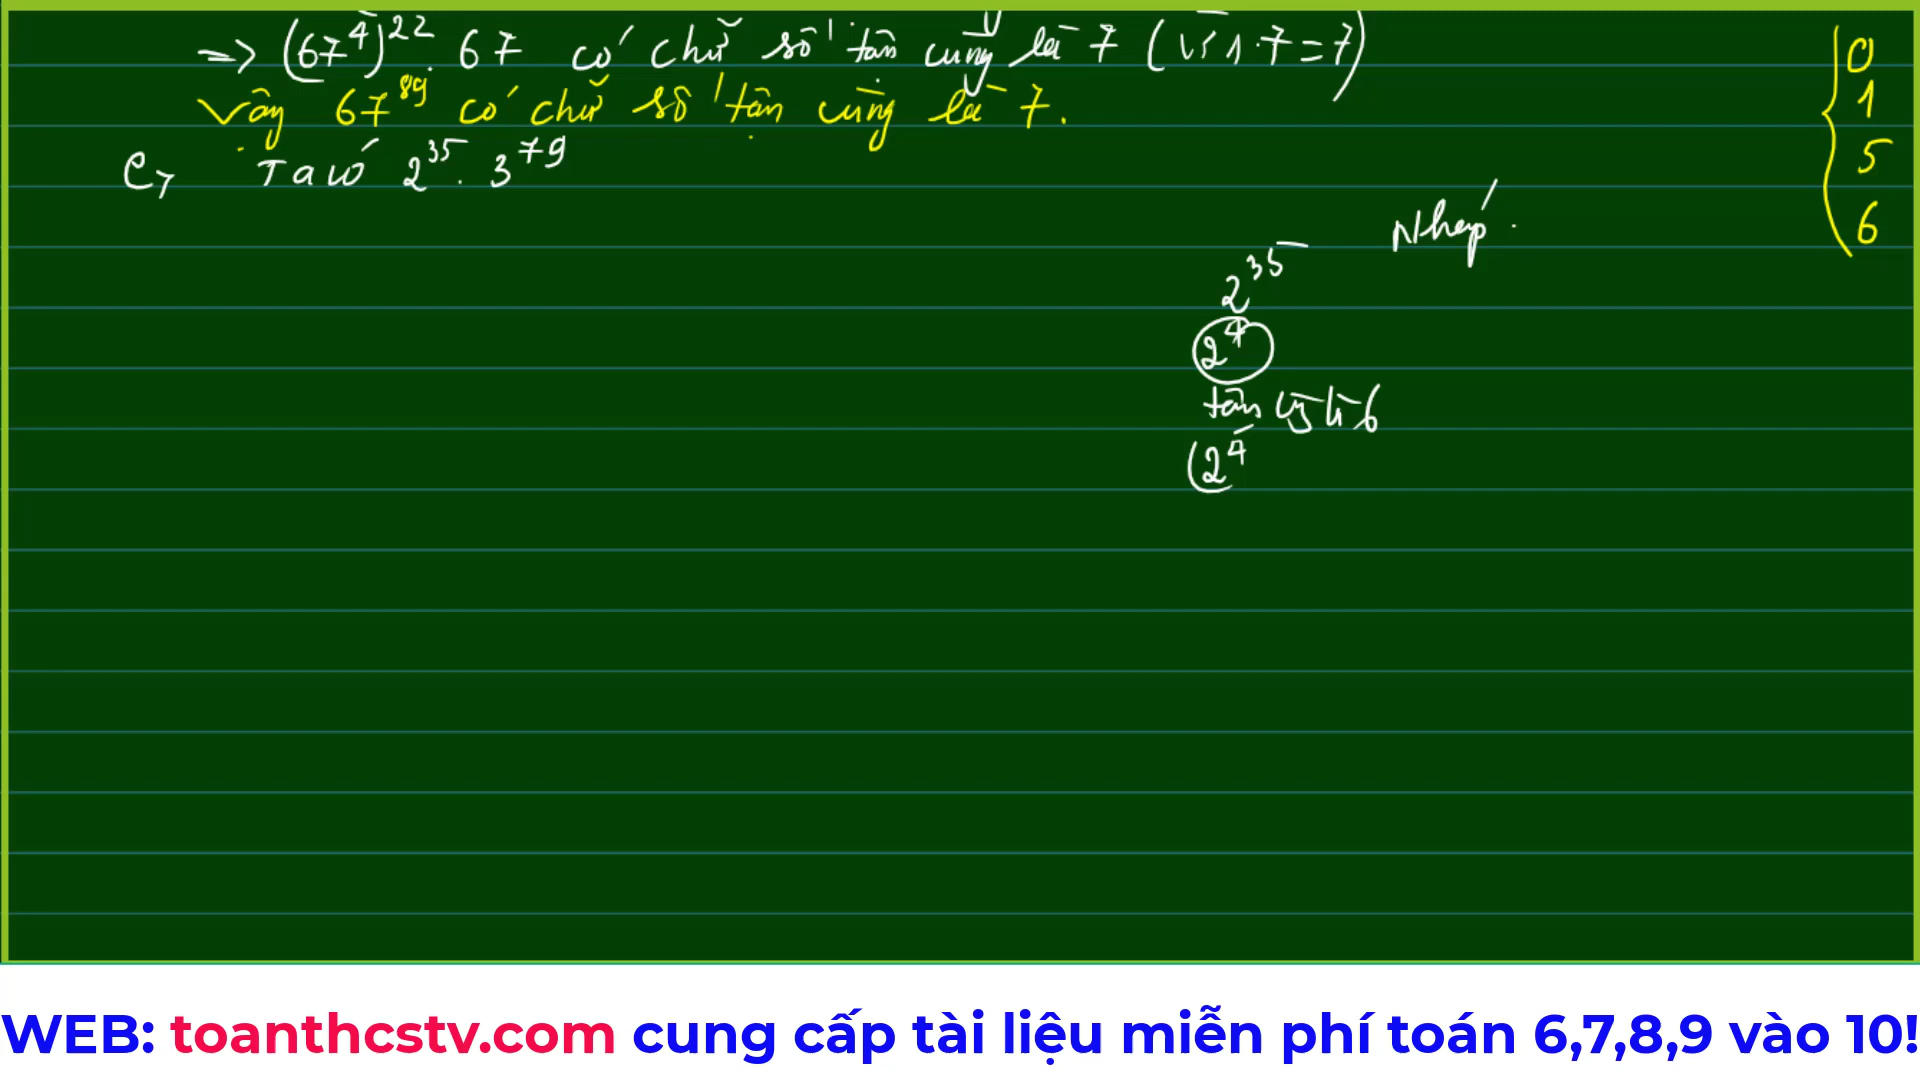 => (67⁴)²². 67 có chữ số tận cùng là 7 (vì 1.7=7)
Vậy 67⁸⁹ có chữ số tận cùng là 7.
c, Ta có 2³⁵. 3⁷⁹
Nháp:
2³⁵
2⁴
tận cg là 6
(2⁴
0
1
5
6
WEB: toanthcstv.com cung cấp tài liệu miễn phí toán 6,7,8,9 vào 10!